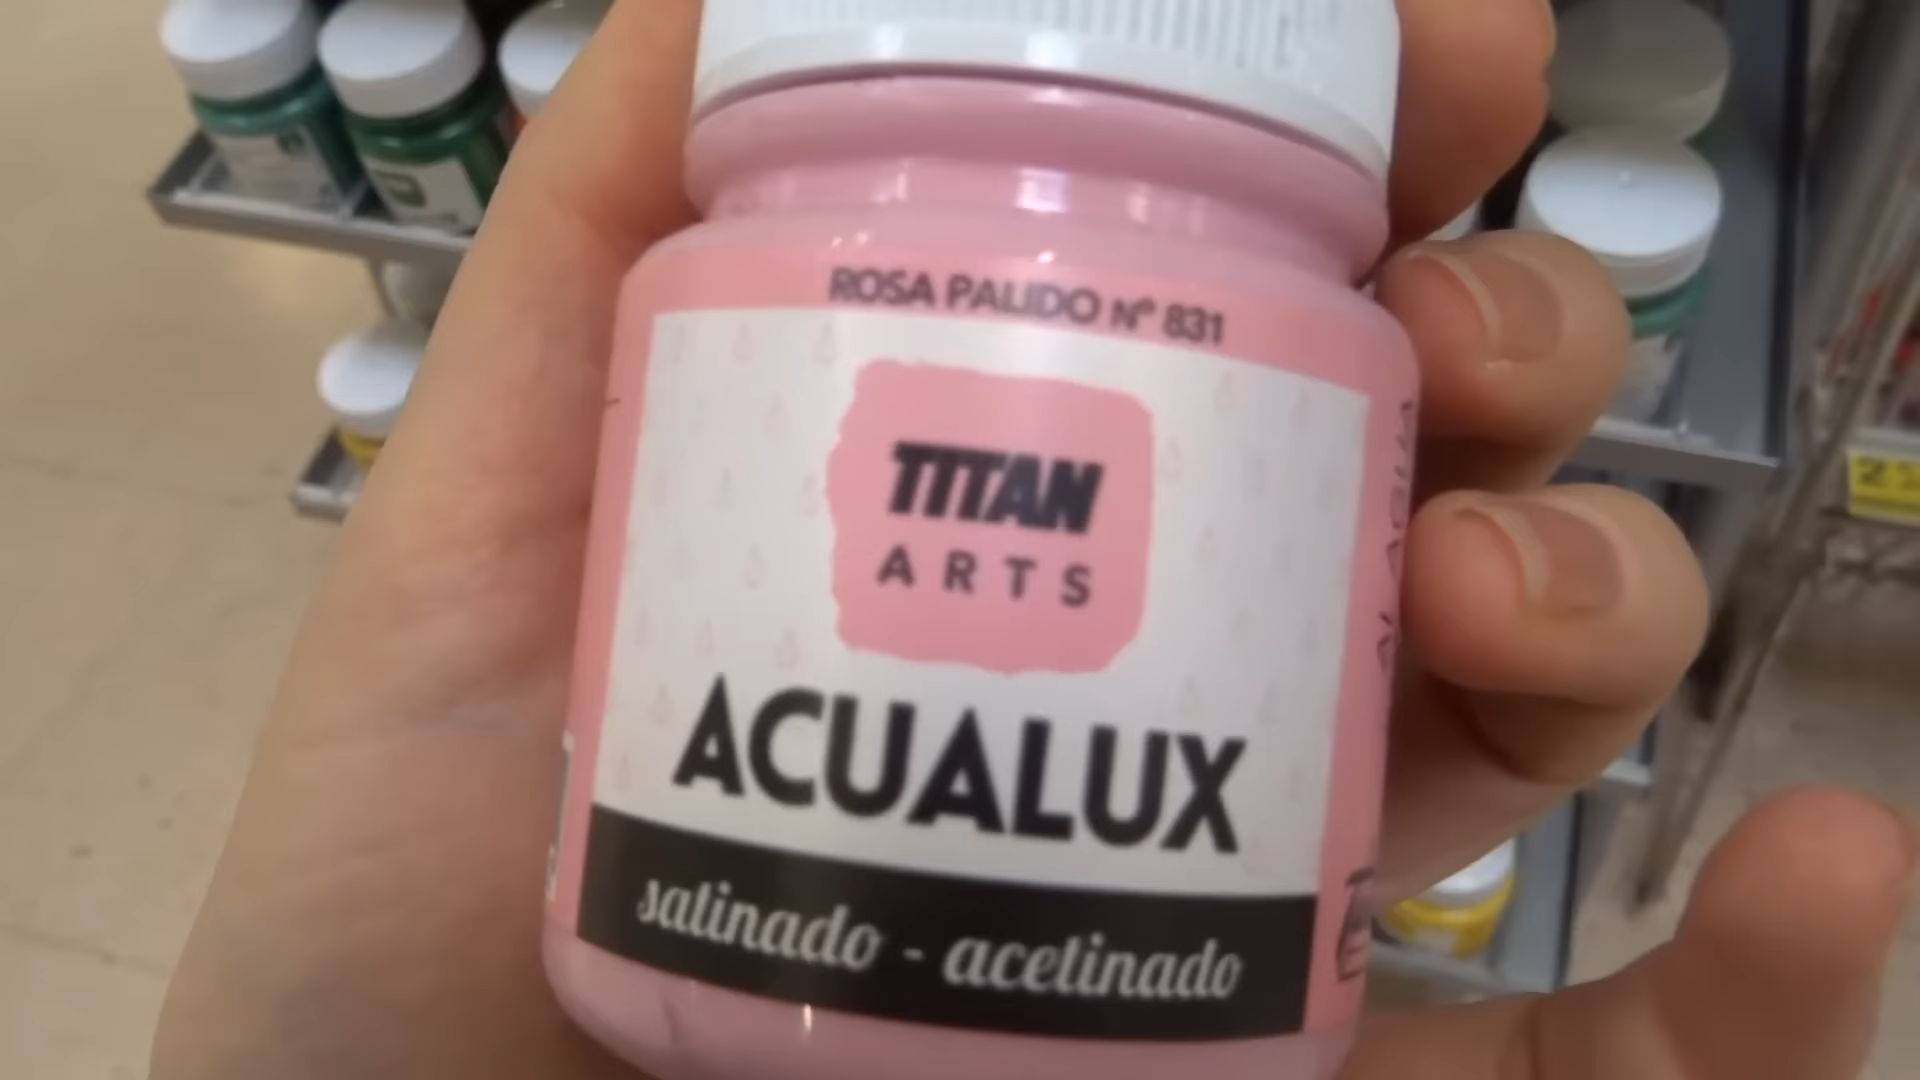 ROSA PALIDO Nº 831
TITAN
ARTS
ACUALUX
satinado - acetinado